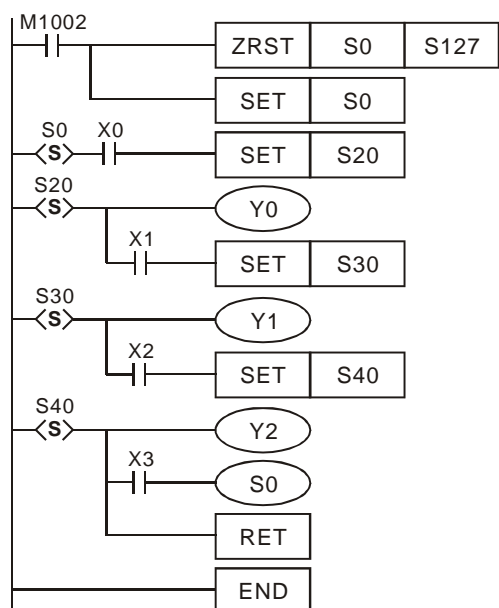 M1002
ZRST S0 S127
SET S0
S0 X0
S SET S20
S20
S Y0
X1
SET S30
S30
S Y1
X2
SET S40
S40
S Y2
X3
S0
RET
END